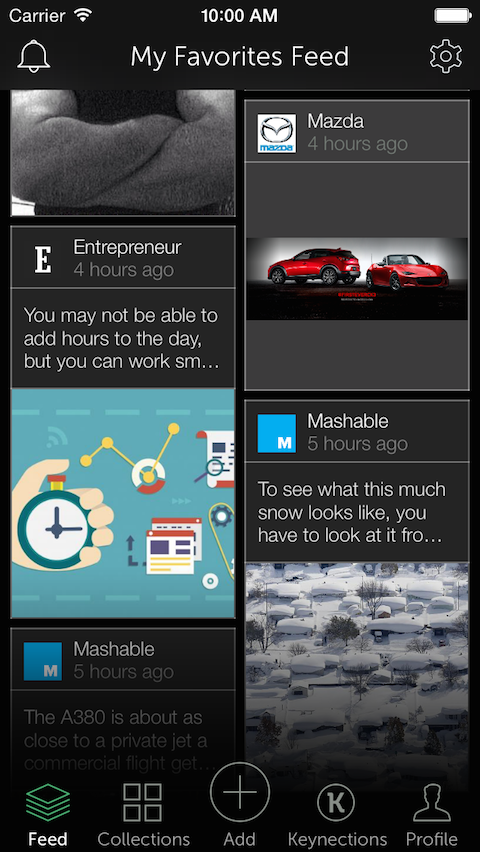 Carrier 10:00 AM
My Favorites Feed
E
Entrepreneur
4 hours ago
You may not be able to
add hours to the day,
but you can work sm...
M
Mashable
5 hours ago
The A380 is about as
close to a private jet a
commercial flight get...
mazda
Mazda
4 hours ago
M
Mashable
5 hours ago
To see what this much
snow looks like, you
have to look at it fro...
Feed Collections Add Keynections Profile